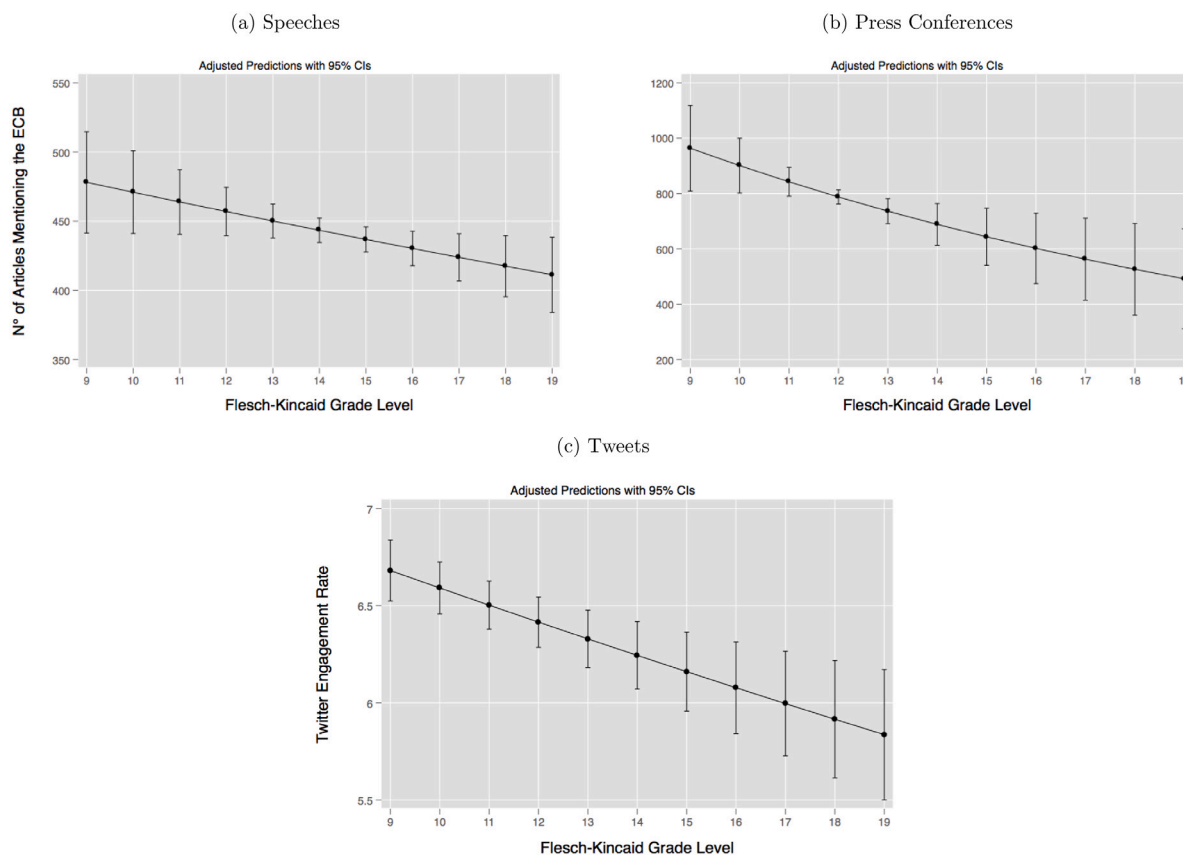 (a) Speeches
Adjusted Predictions with 95% CIs
N° of Articles Mentioning the ECB
550
500
450
400
350
9 10 11 12 13 14 15 16 17 18 19
Flesch-Kincaid Grade Level
(b) Press Conferences
Adjusted Predictions with 95% CIs
1200
1000
800
600
400
200
9 10 11 12 13 14 15 16 17 18
Flesch-Kincaid Grade Level
(c) Tweets
Adjusted Predictions with 95% CIs
Twitter Engagement Rate
7
6.5
6
5.5
9 10 11 12 13 14 15 16 17 18 19
Flesch-Kincaid Grade Level